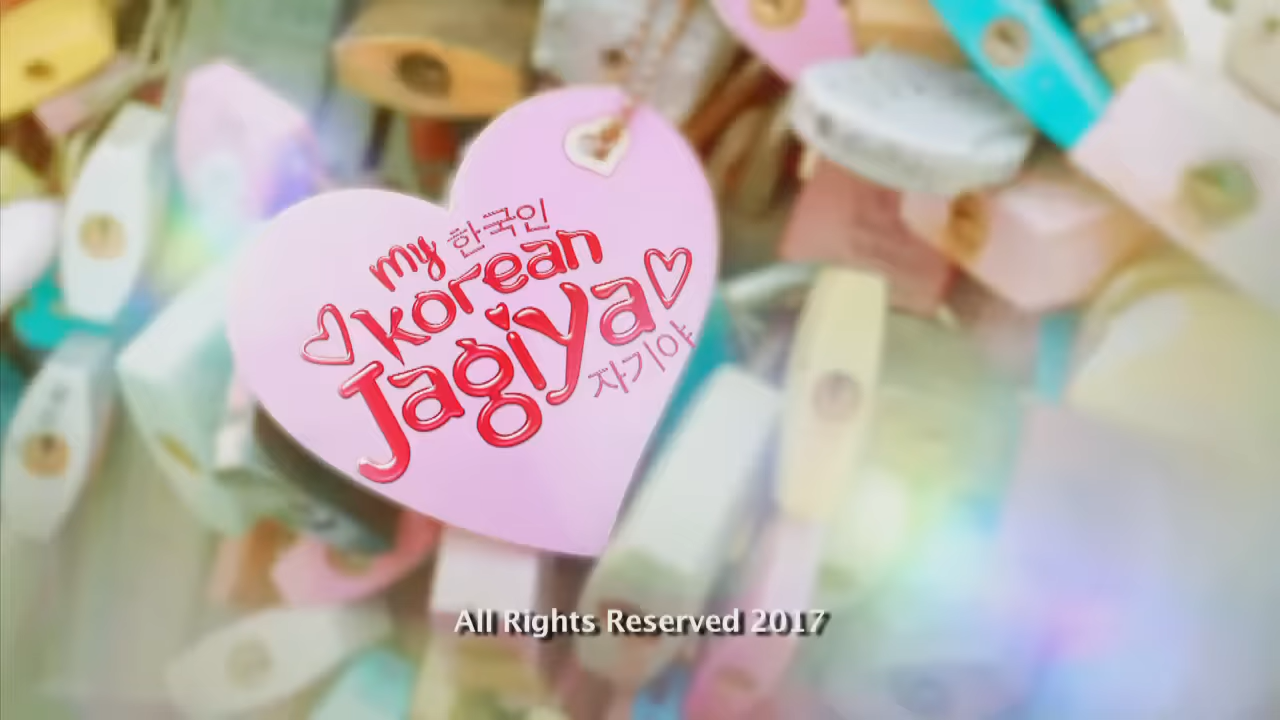 my 한국인
korean
Jagiya
자기야
All Rights Reserved 2017